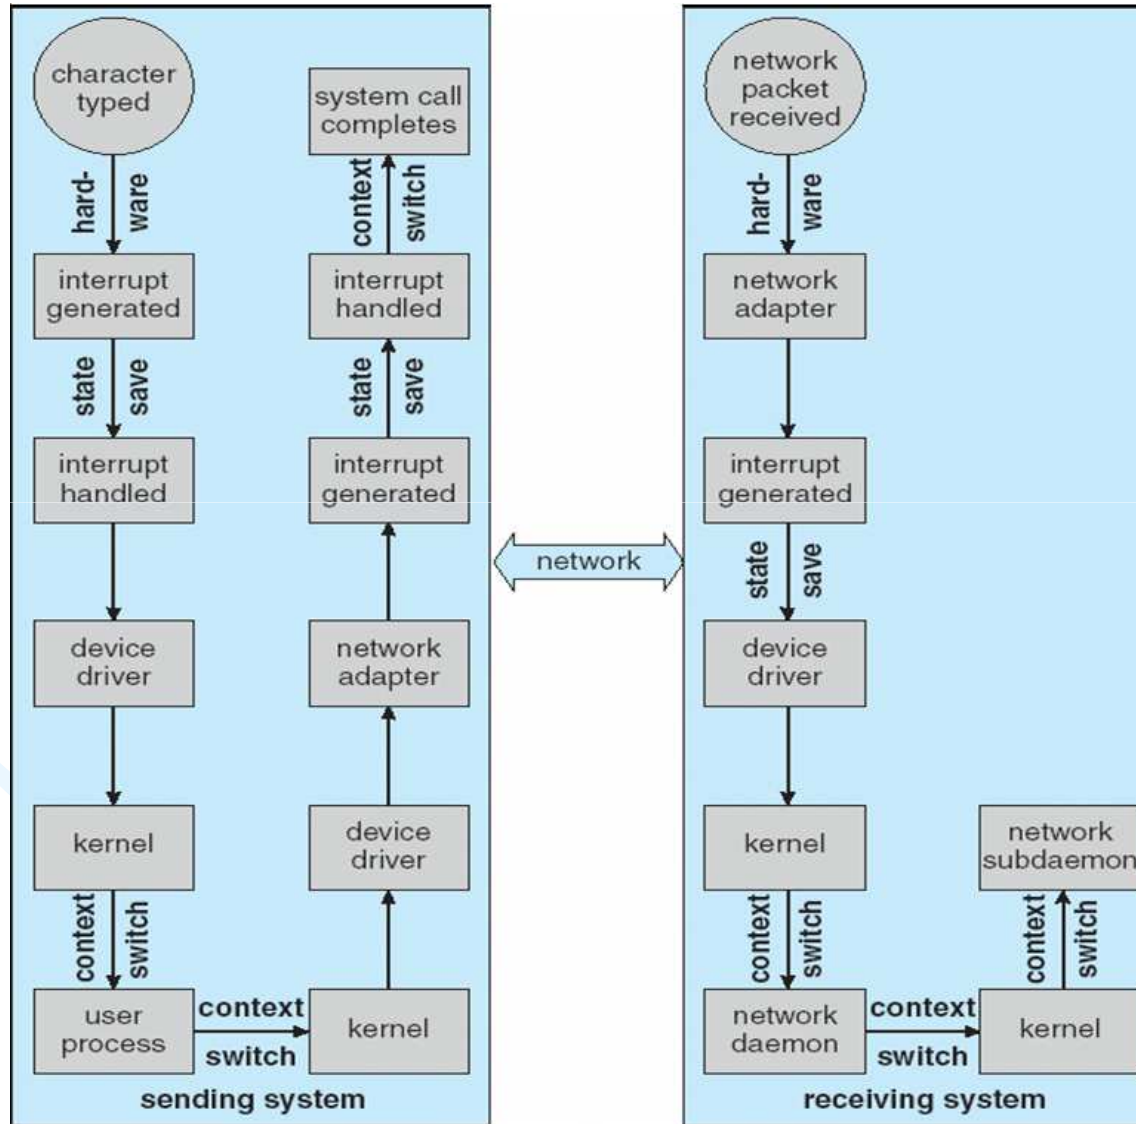 character
typed
hard-
ware
interrupt
generated
state
save
interrupt
handled
device
driver
kernel
context
switch
user
process
context
switch
kernel
device
driver
network
adapter
interrupt
generated
state
save
interrupt
handled
context
switch
system call
completes
sending system
network
network
packet
received
hard-
ware
network
adapter
interrupt
generated
state
save
device
driver
kernel
context
switch
network
daemon
context
switch
kernel
context
switch
network
subdaemon
receiving system